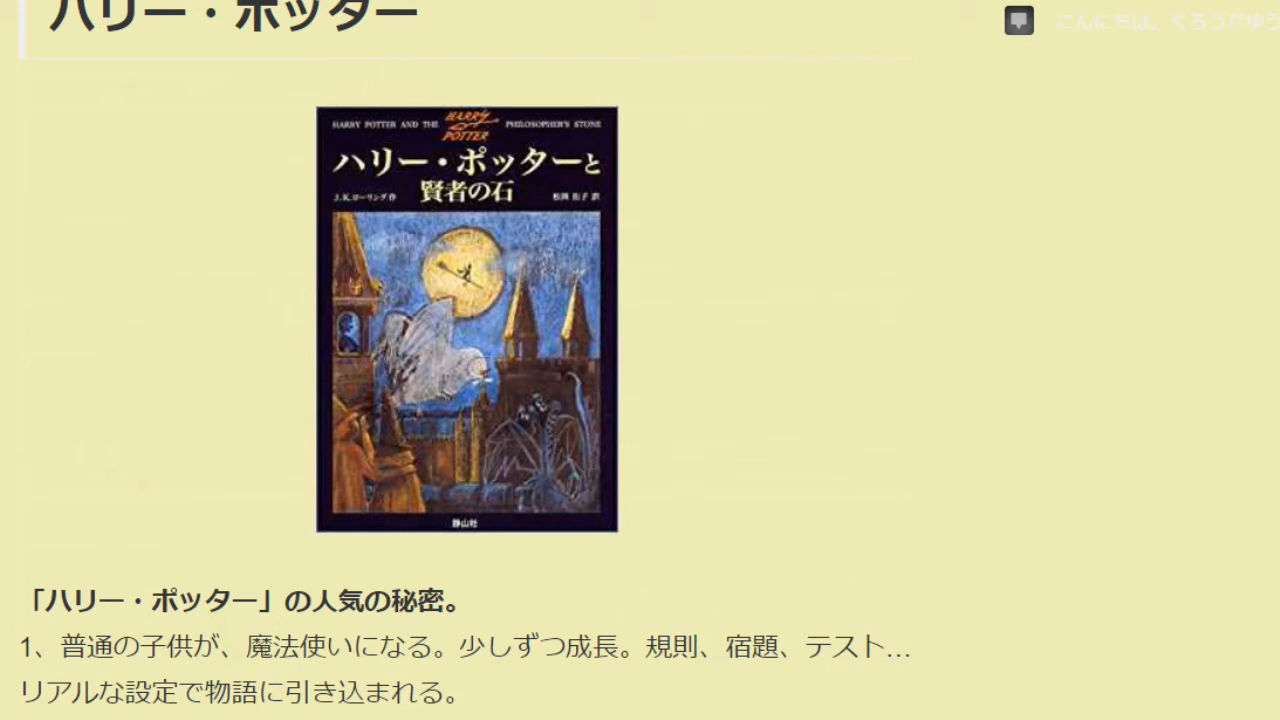 ハリー・ポッター
こんにちは、くろうがゆう
HARRY POTTER AND THE HARRY POTTER PHILOSOPHER'S STONE
ハリー・ポッターと
賢者の石
J.K.ローリング作
松岡 佑子 訳
静山社
「ハリー・ポッター」の人気の秘密。
1、普通の子供が、魔法使いになる。少しずつ成長。規則、宿題、テスト…
リアルな設定で物語に引き込まれる。